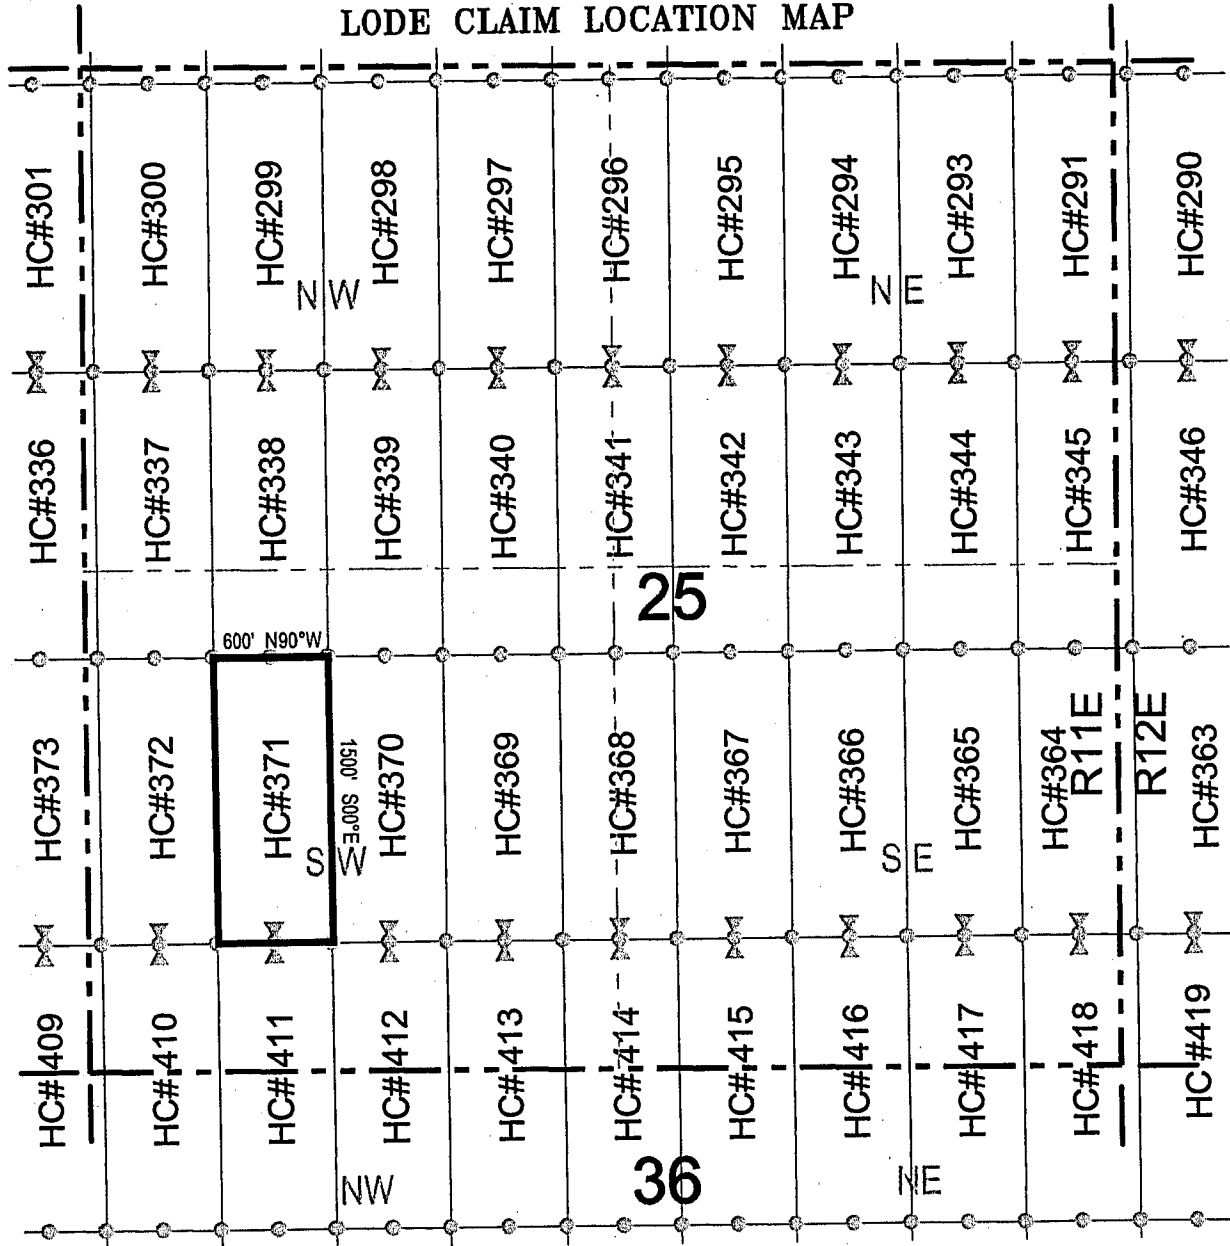 LODE CLAIM LOCATION MAP
HC#301
HC#300
HC#299
HC#298
HC#297
HC#296
HC#295
HC#294
HC#293
HC#291
HC#290
NW
NE
HC#336
HC#337
HC#338
HC#339
HC#340
HC#341
HC#342
HC#343
HC#344
HC#345
HC#346
25
600' N90°W
HC#373
HC#372
HC#371
1500' S00°E
HC#370
HC#369
HC#368
HC#367
HC#366
HC#365
HC#364
R11E
R12E
HC#363
SW
SE
HC#409
HC#410
HC#411
HC#412
HC#413
HC#414
HC#415
HC#416
HC#417
HC#418
HC#419
NW
36
NE